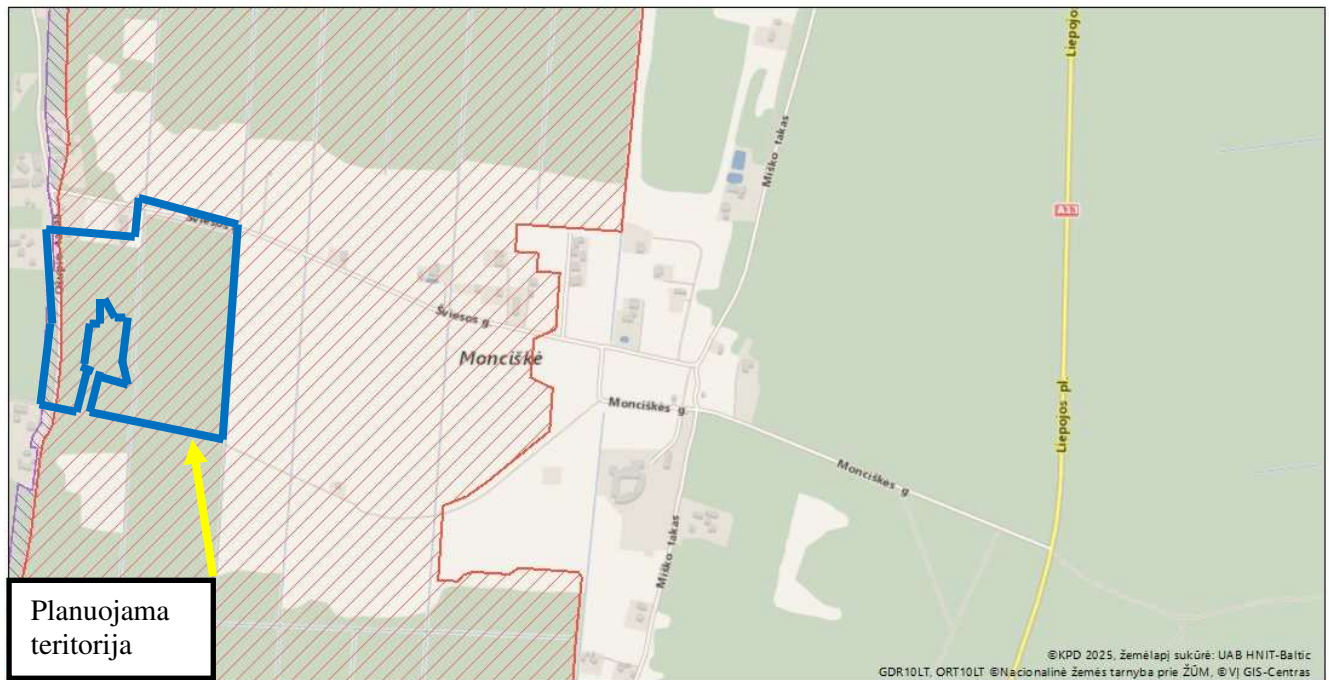 Liepojos
Miško takas
A11
Šviesos
Šviesos g.
Monciškė
Monciškės g.
Liepojos pl.
Monciškės g.
Miško takas
Planuojama
teritorija
©KPD 2025, žemėlapį sukūrė: UAB HNIT-Baltic
GDR10LT, ORT10LT ©Nacionalinė žemės tarnyba prie ŽŪM, ©VĮ GIS-Centras